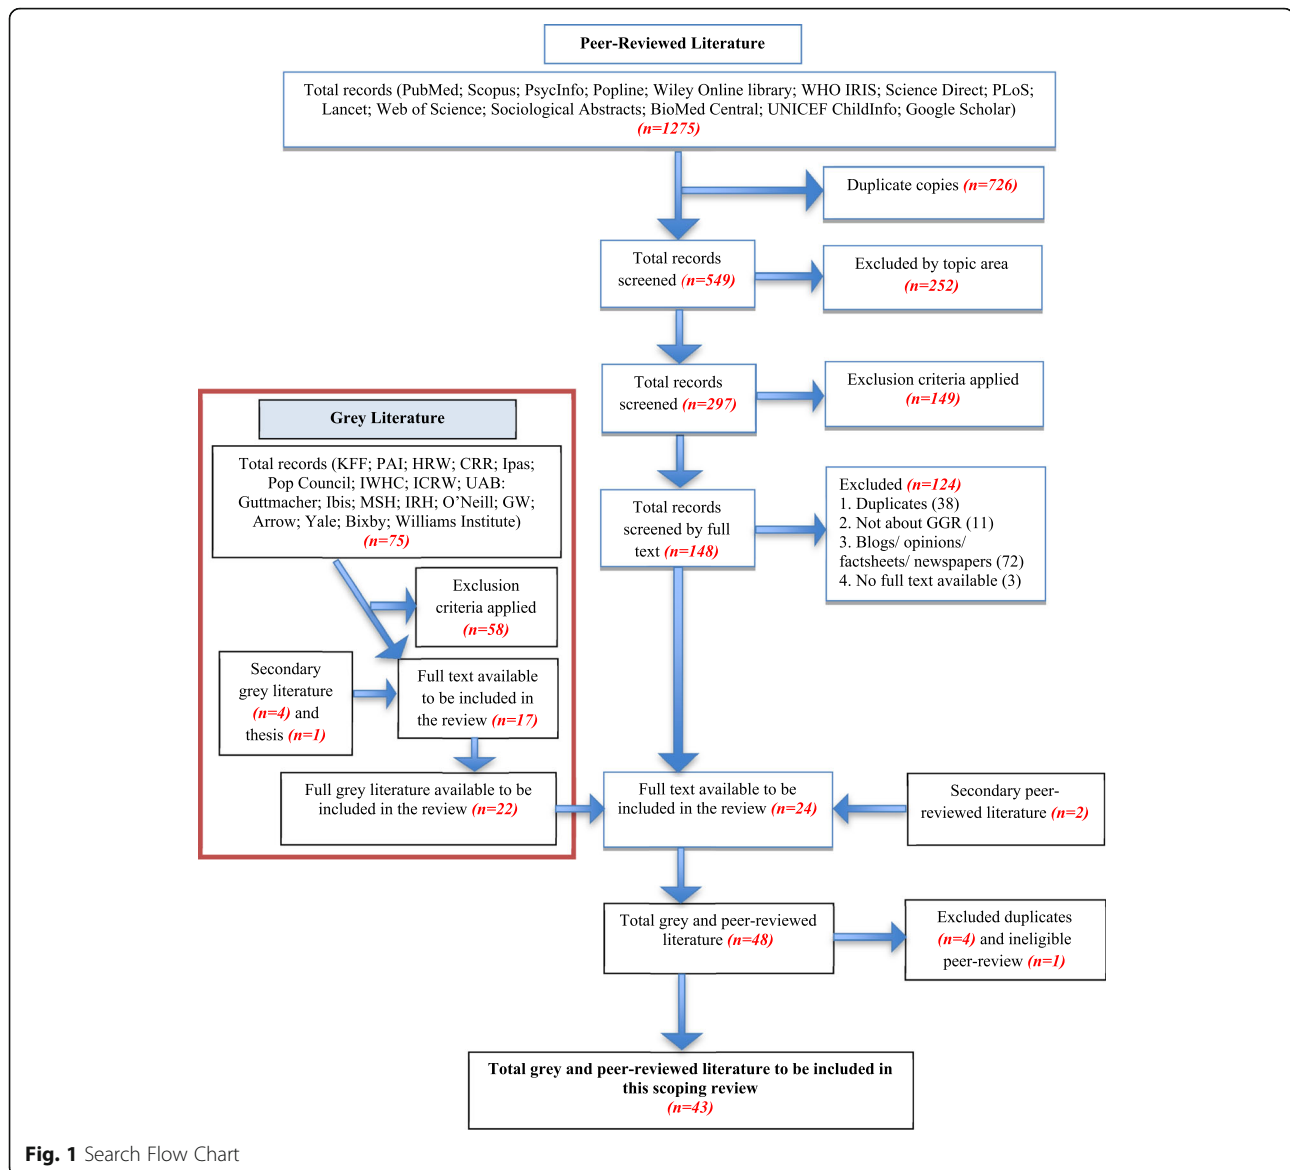 Peer-Reviewed Literature
Total records (PubMed; Scopus; PsycInfo; Popline; Wiley Online library; WHO IRIS; Science Direct; PLoS;
Lancet; Web of Science; Sociological Abstracts; BioMed Central; UNICEF ChildInfo; Google Scholar)
(n=1275)
Duplicate copies (n=726)
Total records
screened (n=549)
Excluded by topic area
(n=252)
Total records
screened (n=297)
Exclusion criteria applied
(n=149)
Total records
screened by full
text (n=148)
Excluded (n=124)
1. Duplicates (38)
2. Not about GGR (11)
3. Blogs/ opinions/
factsheets/ newspapers (72)
4. No full text available (3)
Grey Literature
Total records (KFF; PAI; HRW; CRR; Ipas;
Pop Council; IWHC; ICRW; UAB:
Guttmacher; Ibis; MSH; IRH; O’Neill; GW;
Arrow; Yale; Bixby; Williams Institute)
(n=75)
Exclusion
criteria applied
(n=58)
Secondary
grey literature
(n=4) and
thesis (n=1)
Full text available
to be included in
the review (n=17)
Full grey literature available to be
included in the review (n=22)
Full text available to be
included in the review (n=24)
Secondary peer-
reviewed literature (n=2)
Total grey and peer-reviewed
literature (n=48)
Excluded duplicates
(n=4) and ineligible
peer-review (n=1)
Total grey and peer-reviewed literature to be included in
this scoping review
(n=43)
Fig. 1 Search Flow Chart